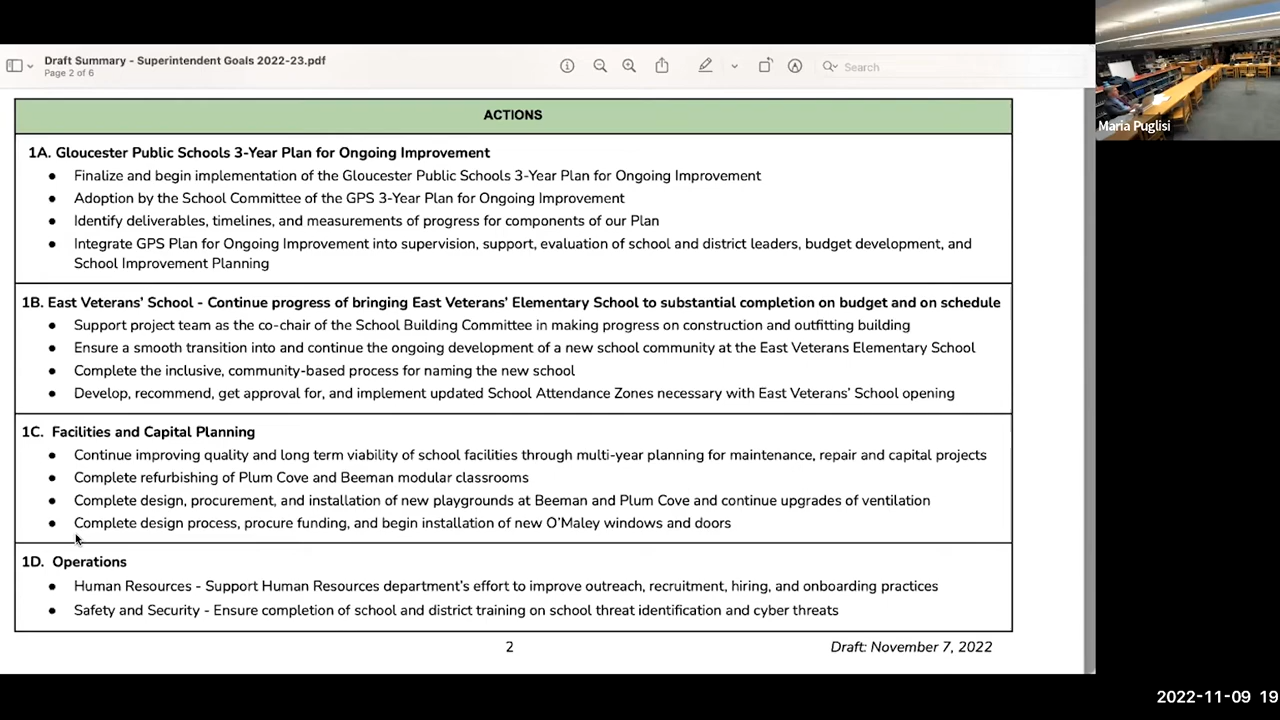 Draft Summary - Superintendent Goals 2022-23.pdf
Page 2 of 6
Search
Maria Puglisi
ACTIONS
1A. Gloucester Public Schools 3-Year Plan for Ongoing Improvement
● Finalize and begin implementation of the Gloucester Public Schools 3-Year Plan for Ongoing Improvement
● Adoption by the School Committee of the GPS 3-Year Plan for Ongoing Improvement
● Identify deliverables, timelines, and measurements of progress for components of our Plan
● Integrate GPS Plan for Ongoing Improvement into supervision, support, evaluation of school and district leaders, budget development, and
School Improvement Planning
1B. East Veterans’ School - Continue progress of bringing East Veterans’ Elementary School to substantial completion on budget and on schedule
● Support project team as the co-chair of the School Building Committee in making progress on construction and outfitting building
● Ensure a smooth transition into and continue the ongoing development of a new school community at the East Veterans Elementary School
● Complete the inclusive, community-based process for naming the new school
● Develop, recommend, get approval for, and implement updated School Attendance Zones necessary with East Veterans’ School opening
1C. Facilities and Capital Planning
● Continue improving quality and long term viability of school facilities through multi-year planning for maintenance, repair and capital projects
● Complete refurbishing of Plum Cove and Beeman modular classrooms
● Complete design, procurement, and installation of new playgrounds at Beeman and Plum Cove and continue upgrades of ventilation
● Complete design process, procure funding, and begin installation of new O’Maley windows and doors
1D. Operations
● Human Resources - Support Human Resources department’s effort to improve outreach, recruitment, hiring, and onboarding practices
● Safety and Security - Ensure completion of school and district training on school threat identification and cyber threats
2
Draft: November 7, 2022
2022-11-09 19